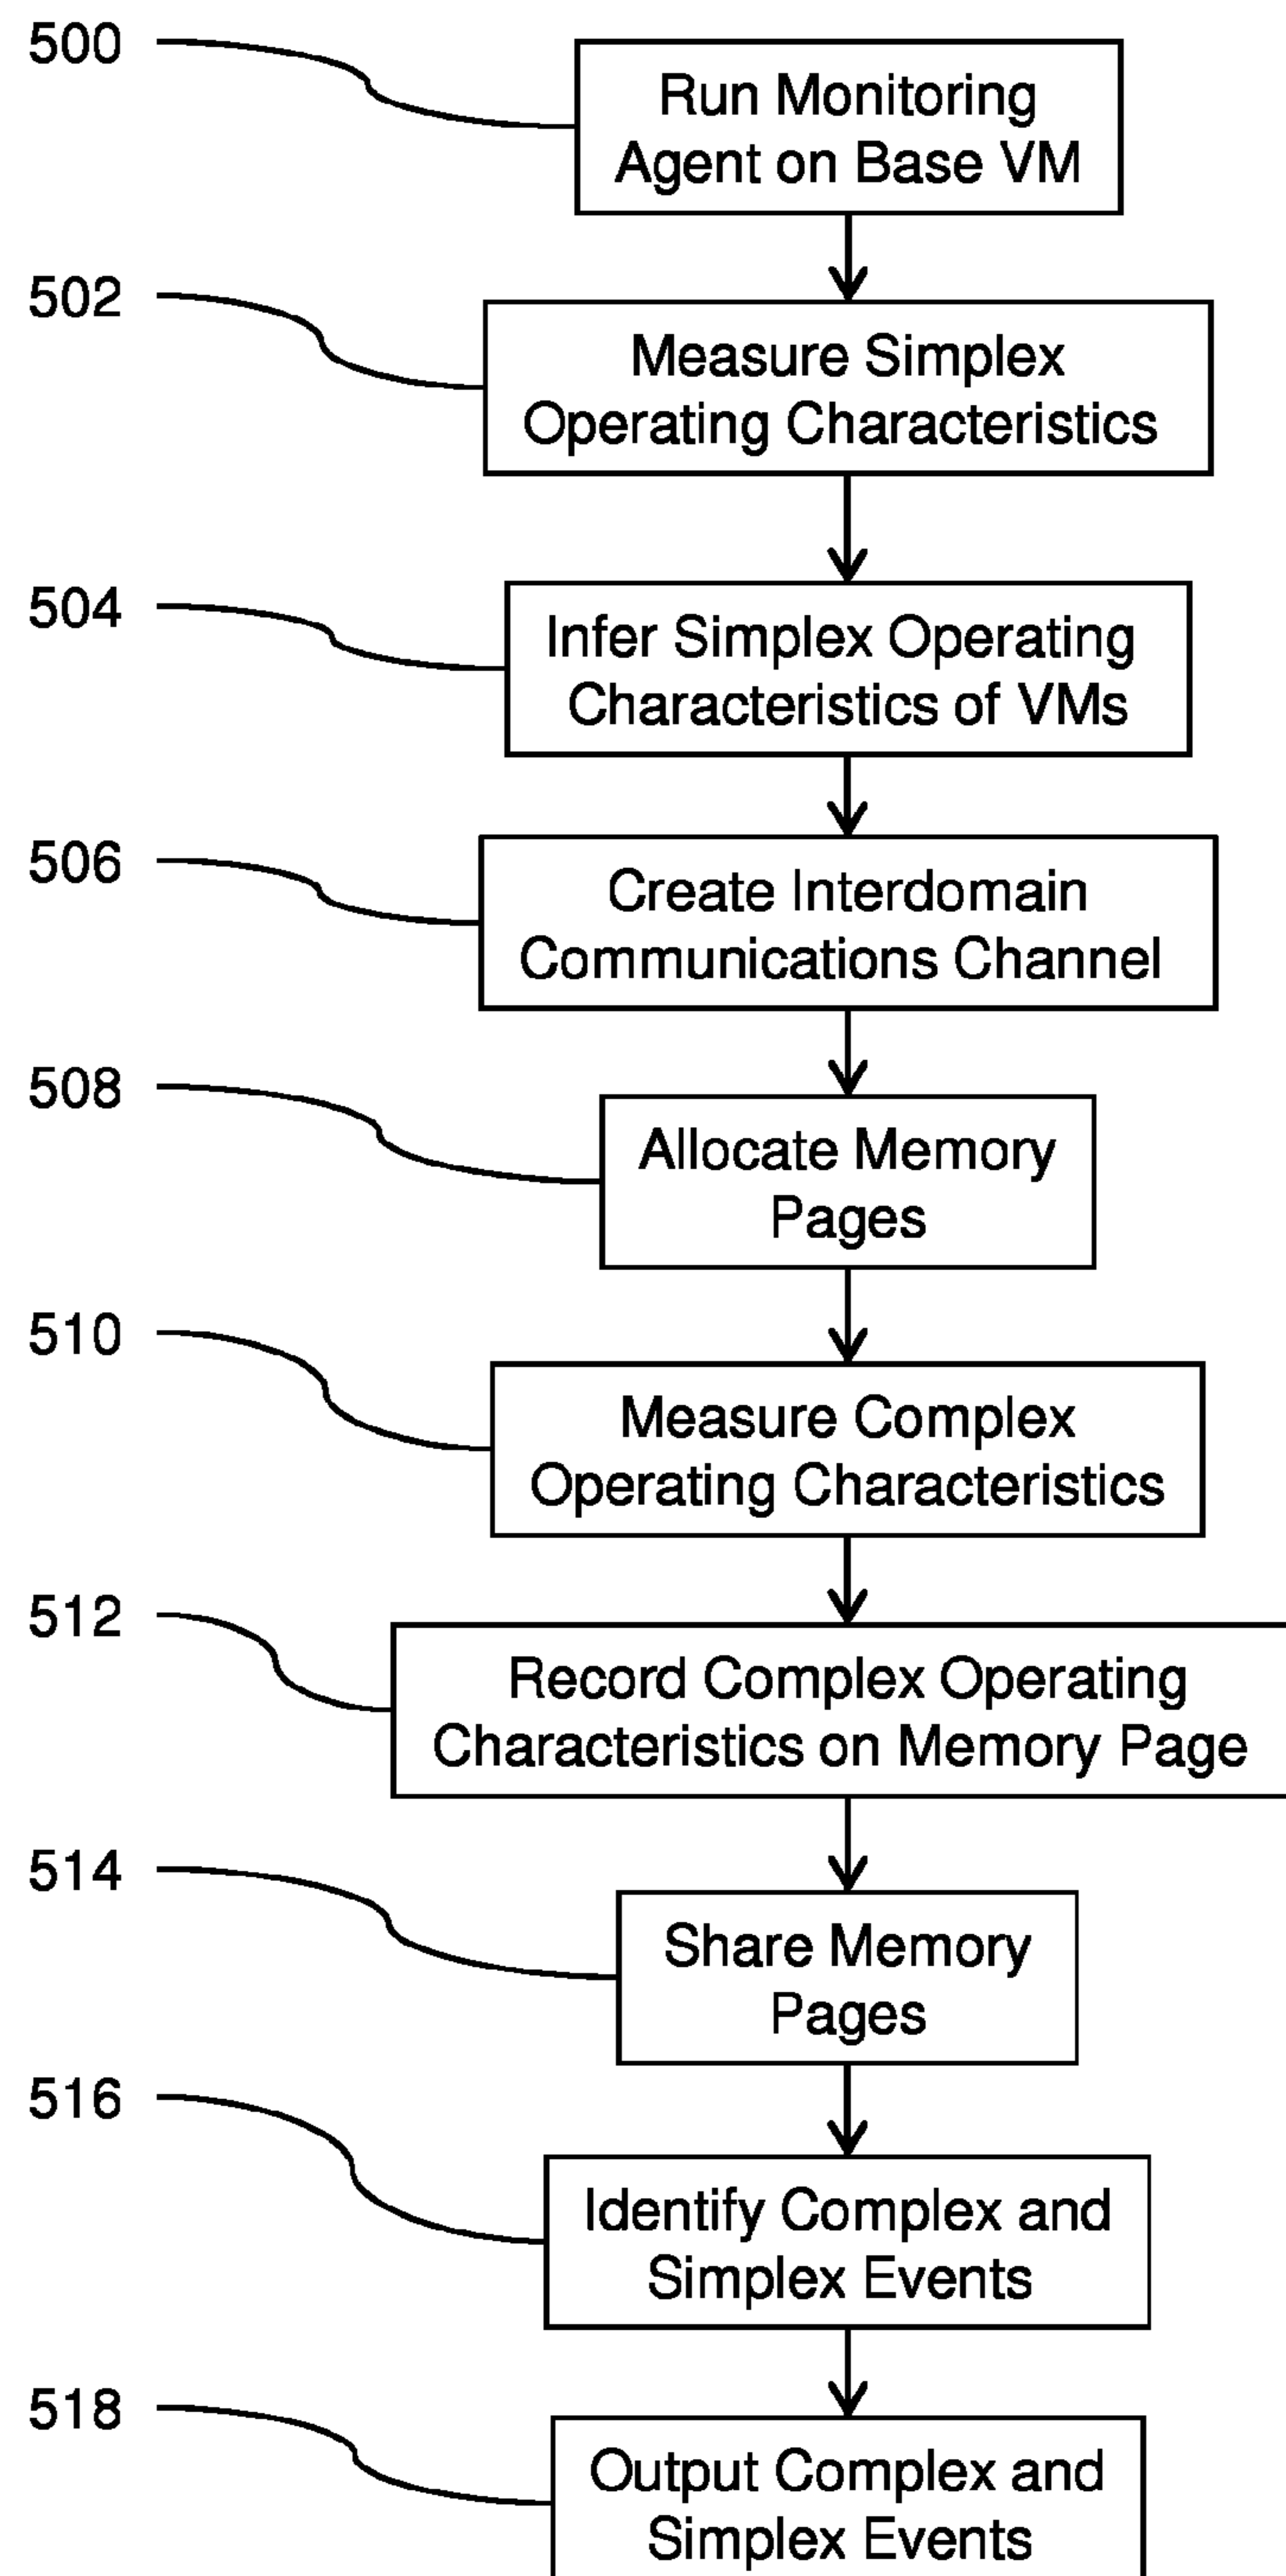 500
Run Monitoring
Agent on Base VM
502
Measure Simplex
Operating Characteristics
504
Infer Simplex Operating
Characteristics of VMs
506
Create Interdomain
Communications Channel
508
Allocate Memory
Pages
510
Measure Complex
Operating Characteristics
512
Record Complex Operating
Characteristics on Memory Page
514
Share Memory
Pages
516
Identify Complex and
Simplex Events
518
Output Complex and
Simplex Events